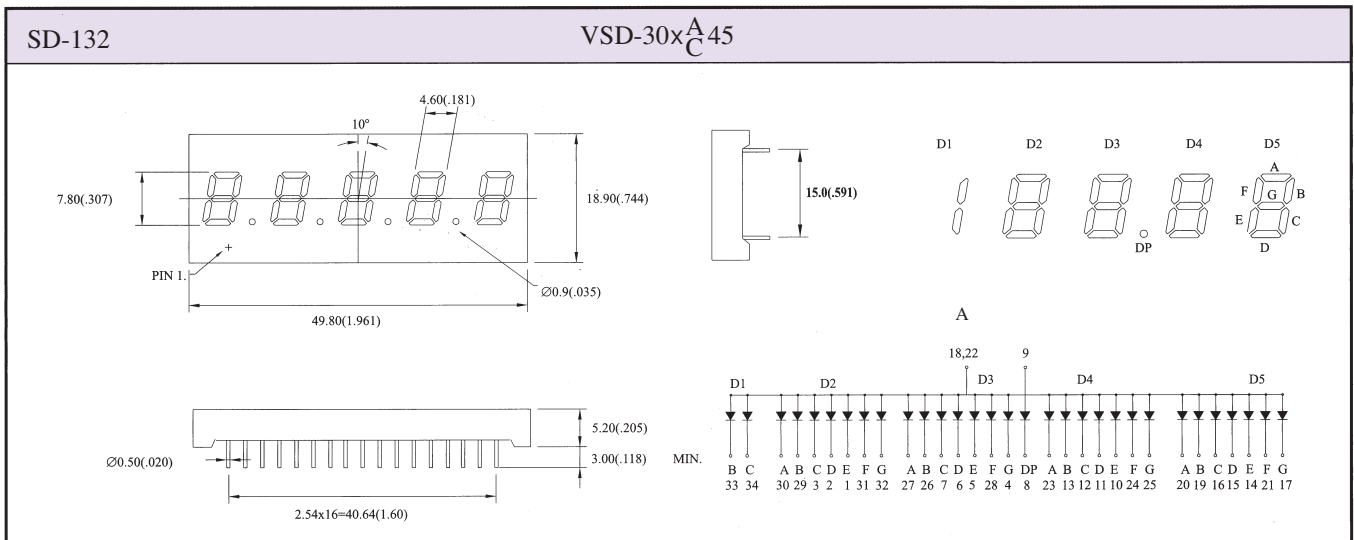 SD-132
VSD-30x A/C 45
4.60(.181)
10°
7.80(.307)
18.90(.744)
PIN 1.
+
Ø0.9(.035)
49.80(1.961)
15.0(.591)
D1 D2 D3 D4 D5
A
F G B
E C
D
DP
A
18,22 9
D1 D2 D3 D4 D5
B C A B C D E F G A B C D E F G DP A B C D E F G A B C D E F G
33 34 30 29 3 2 1 31 32 27 26 7 6 5 28 4 8 23 13 12 11 10 24 25 20 19 16 15 14 21 17
5.20(.205)
Ø0.50(.020)
3.00(.118) MIN.
2.54x16=40.64(1.60)